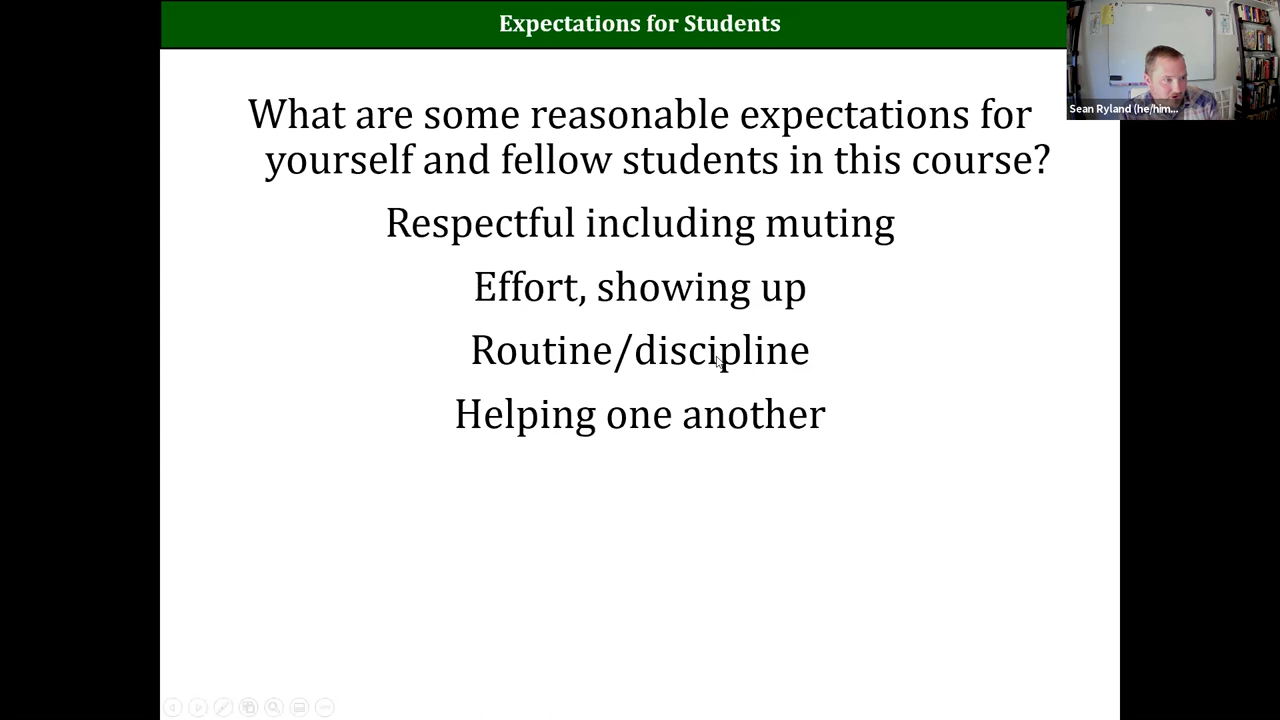 Expectations for Students
What are some reasonable expectations for
yourself and fellow students in this course?
Respectful including muting
Effort, showing up
Routine/discipline
Helping one another
Sean Ryland (he/him...